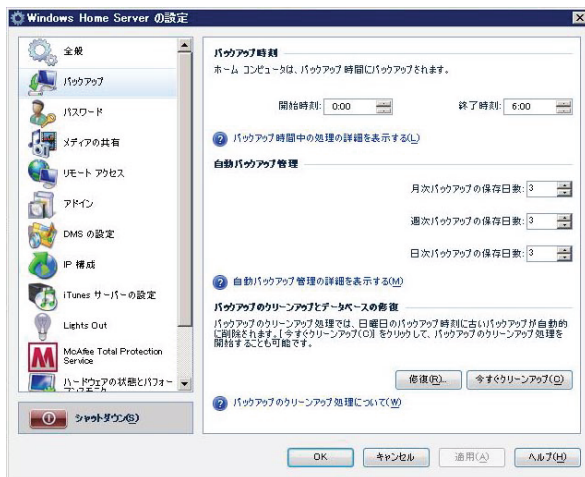 Windows Home Server の設定
全般
バックアップ
パスワード
メディアの共有
リモート アクセス
アドイン
DMS の設定
IP 構成
iTunes サーバーの設定
Lights Out
McAfee Total Protection
Service
ハードウェアの状態とパフォー
シャットダウン(S)
バックアップ時刻
ホーム コンピュータは、バックアップ時間にバックアップされます。
開始時刻: 0:00 終了時刻: 6:00
バックアップ時間中の処理の詳細を表示する(L)
自動バックアップ管理
月次バックアップの保存日数: 3
週次バックアップの保存日数: 3
日次バックアップの保存日数: 3
自動バックアップ管理の詳細を表示する(M)
バックアップのクリーンアップとデータベースの修復
バックアップのクリーンアップ処理では、日曜日のバックアップ時刻に古いバックアップが自動的
に削除されます。[今すぐクリーンアップ(O)] をクリックして、バックアップのクリーンアップ処理を
開始することも可能です。
修復(R)... 今すぐクリーンアップ(O)
バックアップのクリーンアップ処理について(W)
OK キャンセル 適用(A) ヘルプ(H)